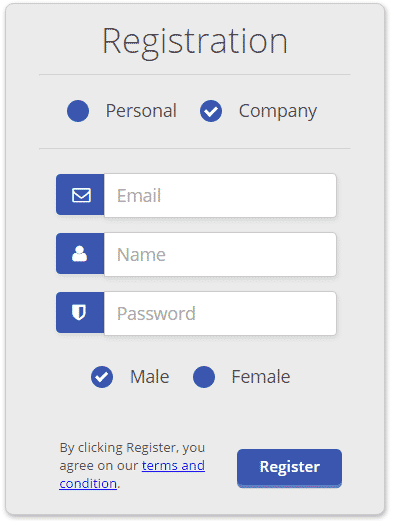 Registration
Personal Company
Email
Name
Password
Male Female
By clicking Register, you
agree on our terms and
condition.
Register